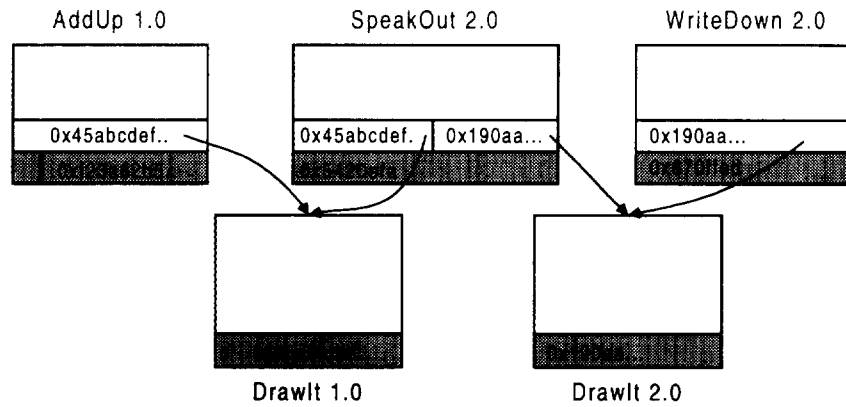 AddUp 1.0 SpeakOut 2.0 WriteDown 2.0
0x45abcdef.. 0x45abcdef. 0x190aa... 0x190aa...
DrawIt 1.0 DrawIt 2.0